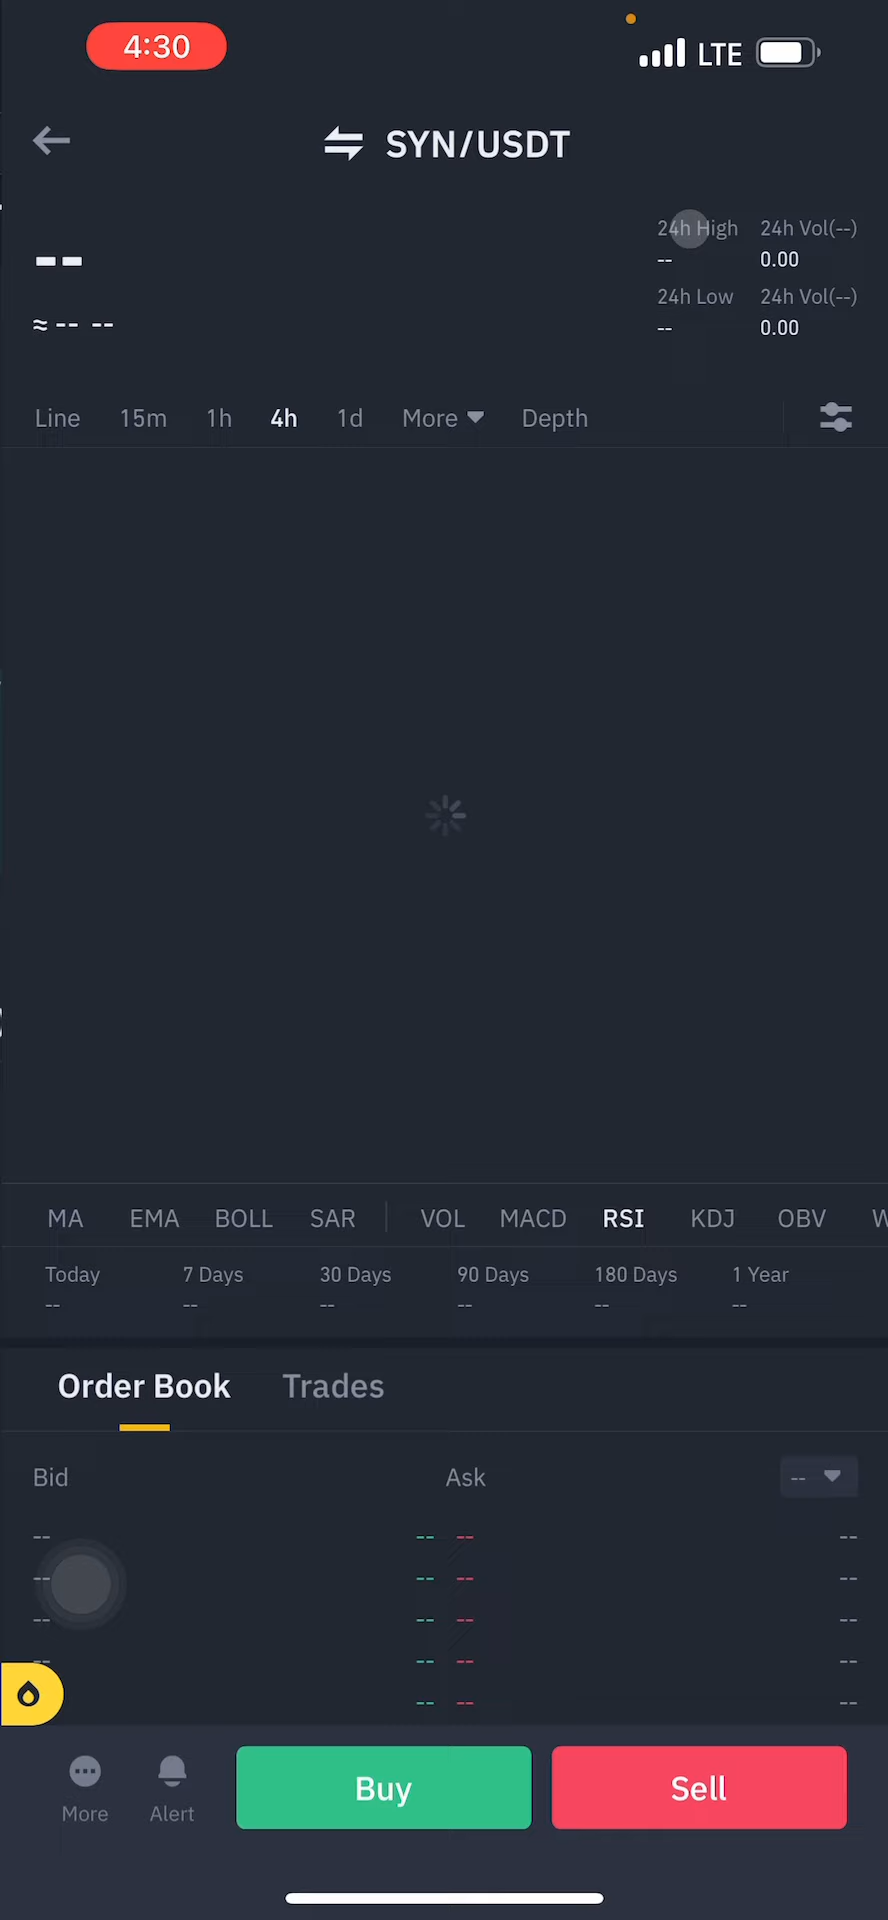 4:30 LTE
SYN/USDT
24h High 24h Vol(--)
-- -- 0.00
24h Low 24h Vol(--)
≈ -- -- -- 0.00
Line 15m 1h 4h 1d More Depth
MA EMA BOLL SAR VOL MACD RSI KDJ OBV W
Today 7 Days 30 Days 90 Days 180 Days 1 Year
-- -- -- -- -- --
Order Book Trades
Bid Ask --
-- -- -- --
-- -- -- --
-- -- -- --
-- -- -- --
-- -- --
More Alert Buy Sell